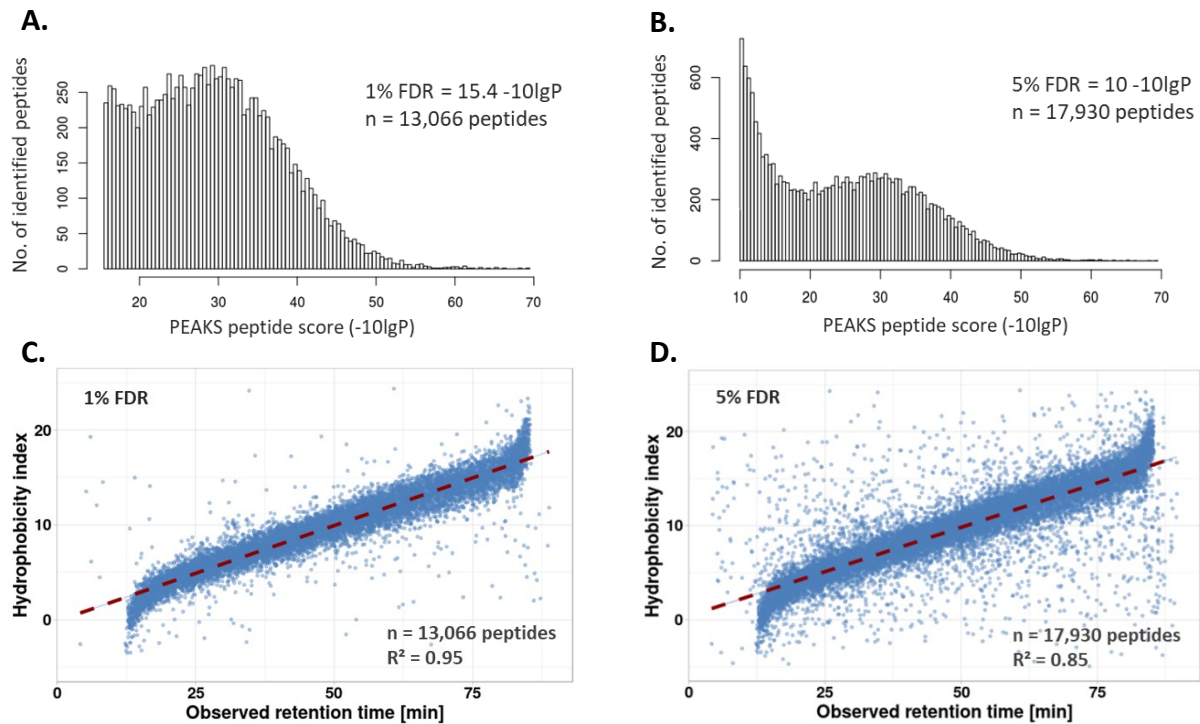 A.
No. of identified peptides
250
200
150
100
50
0
1% FDR = 15.4 -10lgP
n = 13,066 peptides
20 30 40 50 60 70
PEAKS peptide score (-10lgP)
B.
No. of identified peptides
600
400
200
0
5% FDR = 10 -10lgP
n = 17,930 peptides
10 20 30 40 50 60 70
PEAKS peptide score (-10lgP)
C.
1% FDR
Hydrophobicity index
20
10
0
n = 13,066 peptides
R² = 0.95
0 25 50 75
Observed retention time [min]
D.
5% FDR
Hydrophobicity index
20
10
0
n = 17,930 peptides
R² = 0.85
0 25 50 75
Observed retention time [min]